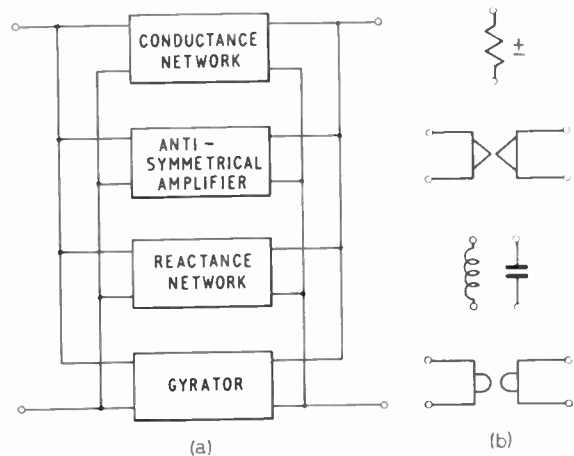 CONDUCTANCE
NETWORK
±
ANTI -
SYMMETRICAL
AMPLIFIER
REACTANCE
NETWORK
GYRATOR
(a)
(b)